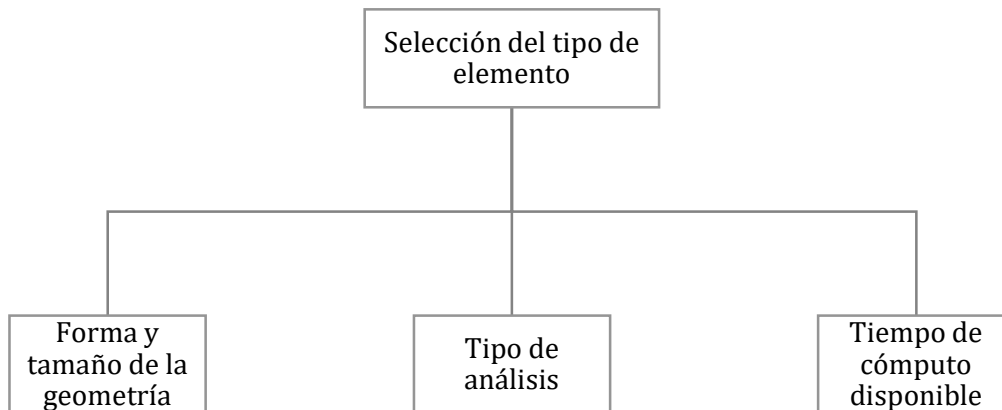 Selección del tipo de
elemento
Forma y
tamaño de la
geometría
Tipo de
análisis
Tiempo de
cómputo
disponible